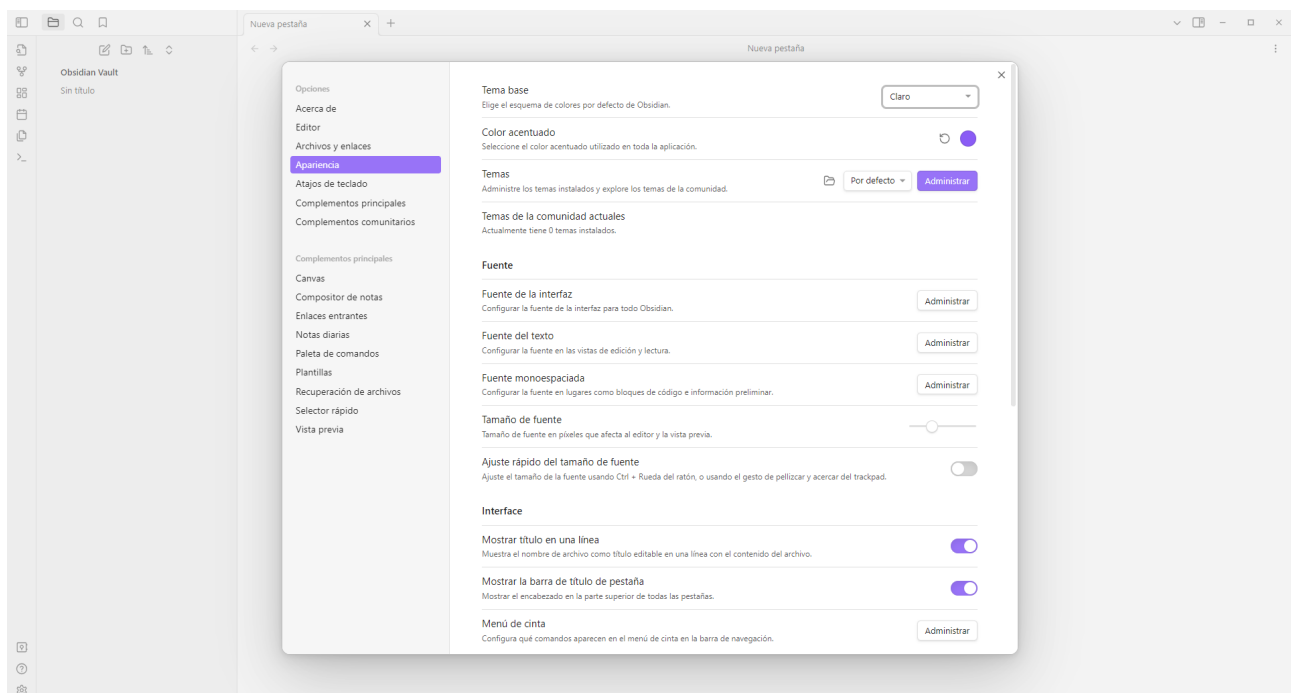 Nueva pestaña
Nueva pestaña
Obsidian Vault
Sin título
Opciones
Acerca de
Editor
Archivos y enlaces
Apariencia
Atajos de teclado
Complementos principales
Complementos comunitarios
Complementos principales
Canvas
Compositor de notas
Enlaces entrantes
Notas diarias
Paleta de comandos
Plantillas
Recuperación de archivos
Selector rápido
Vista previa
Tema base
Elige el esquema de colores por defecto de Obsidian.
Claro
Color acentuado
Seleccione el color acentuado utilizado en toda la aplicación.
Temas
Administre los temas instalados y explore los temas de la comunidad.
Por defecto
Administrar
Temas de la comunidad actuales
Actualmente tiene 0 temas instalados.
Fuente
Fuente de la interfaz
Configurar la fuente de la interfaz para todo Obsidian.
Administrar
Fuente del texto
Configurar la fuente en las vistas de edición y lectura.
Administrar
Fuente monoespaciada
Configurar la fuente en lugares como bloques de código e información preliminar.
Administrar
Tamaño de fuente
Tamaño de fuente en píxeles que afecta al editor y la vista previa.
Ajuste rápido del tamaño de fuente
Ajuste el tamaño de la fuente usando Ctrl + Rueda del ratón, o usando el gesto de pellizcar y acercar del trackpad.
Interface
Mostrar título en una línea
Muestra el nombre de archivo como título editable en una línea con el contenido del archivo.
Mostrar la barra de título de pestaña
Mostrar el encabezado en la parte superior de todas las pestañas.
Menú de cinta
Configura qué comandos aparecen en el menú de cinta en la barra de navegación.
Administrar